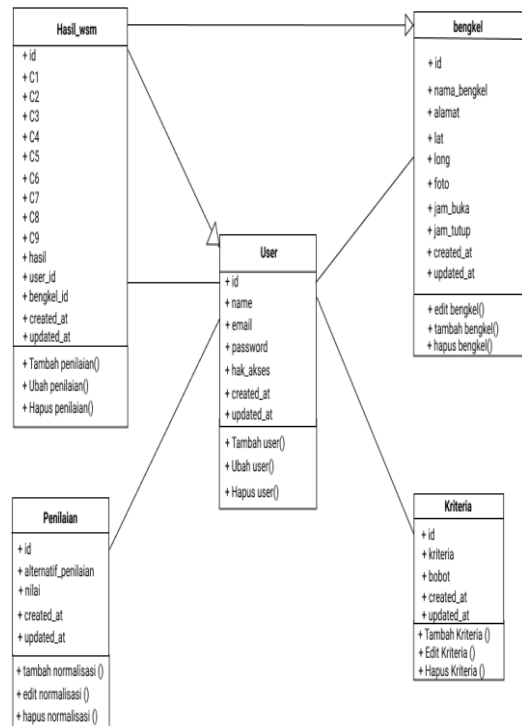 Hasil_wsm
+ id
+ C1
+ C2
+ C3
+ C4
+ C5
+ C6
+ C7
+ C8
+ C9
+ hasil
+ user_id
+ bengkel_id
+ created_at
+ updated_at
+ Tambah penilaian()
+ Ubah penilaian()
+ Hapus penilaian()
bengkel
+ id
+ nama_bengkel
+ alamat
+ lat
+ long
+ foto
+ jam_buka
+ jam_tutup
+ created_at
+ updated_at
+ edit bengkel()
+ tambah bengkel()
+ hapus bengkel()
User
+ id
+ name
+ email
+ password
+ hak_akses
+ created_at
+ updated_at
+ Tambah user()
+ Ubah user()
+ Hapus user()
Penilaian
+ id
+ alternatif_penilaian
+ nilai
+ created_at
+ updated_at
+ tambah normalisasi ()
+ edit normalisasi ()
+ hapus normalisasi ()
Kriteria
+ id
+ kriteria
+ bobot
+ created_at
+ updated_at
+ Tambah Kriteria ()
+ Edit Kriteria ()
+ Hapus Kriteria ()